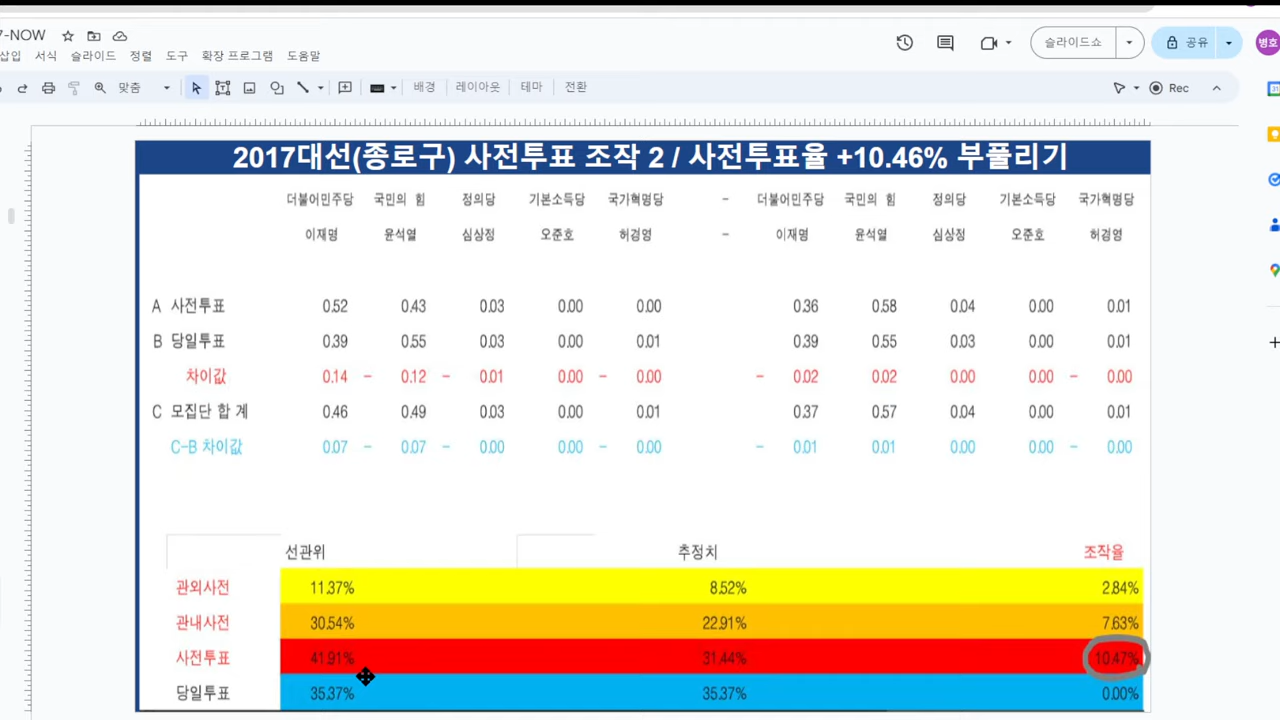 7-NOW
삽입 서식 슬라이드 정렬 도구 확장 프로그램 도움말
슬라이드쇼 공유 병호
맞춤 배경 레이아웃 테마 전환 Rec
2017대선(종로구) 사전투표 조작 2 / 사전투표율 +10.46% 부풀리기
더불어민주당 국민의 힘 정의당 기본소득당 국가혁명당 - 더불어민주당 국민의 힘 정의당 기본소득당 국가혁명당
이재명 윤석열 심상정 오준호 허경영 - 이재명 윤석열 심상정 오준호 허경영
A 사전투표 0.52 0.43 0.03 0.00 0.00 0.36 0.58 0.04 0.00 0.01
B 당일투표 0.39 0.55 0.03 0.00 0.01 0.39 0.55 0.03 0.00 0.01
차이값 0.14 - 0.12 - 0.01 0.00 - 0.00 - 0.02 0.02 0.00 0.00 - 0.00
C 모집단 합 계 0.46 0.49 0.03 0.00 0.01 0.37 0.57 0.04 0.00 0.01
C-B 차이값 0.07 - 0.07 - 0.00 0.00 - 0.00 - 0.01 0.01 0.00 0.00 - 0.00
선관위 추정치 조작율
관외사전 11.37% 8.52% 2.84%
관내사전 30.54% 22.91% 7.63%
사전투표 41.91% 31.44% 10.47%
당일투표 35.37% 35.37% 0.00%